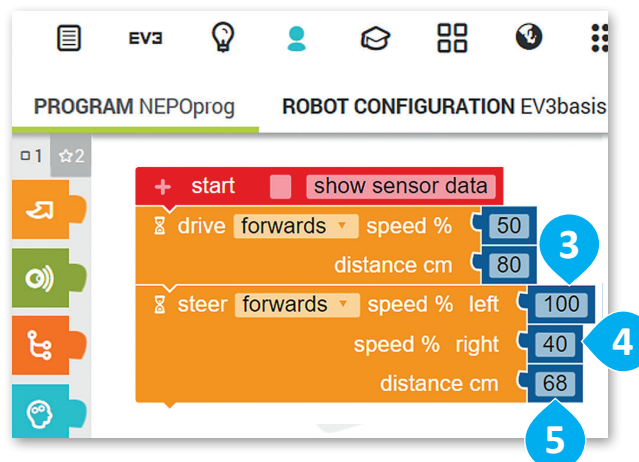 EV3
PROGRAM NEPOprog ROBOT CONFIGURATION EV3basis
1 2
+ start show sensor data
drive forwards speed % 50
distance cm 80
3
steer forwards speed % left 100
speed % right 40
4
distance cm 68
5